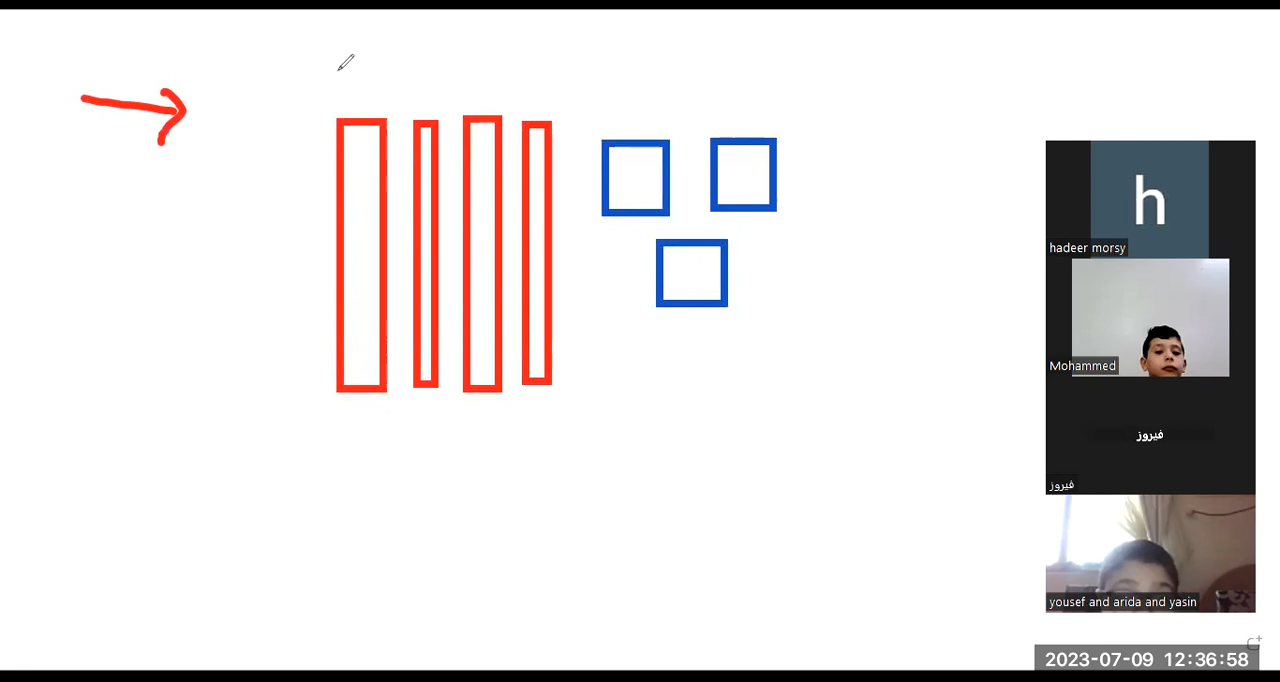 h
hadeer morsy
Mohammed
فيروز
فيروز
yousef and arida and yasin
2023-07-09 12:36:58